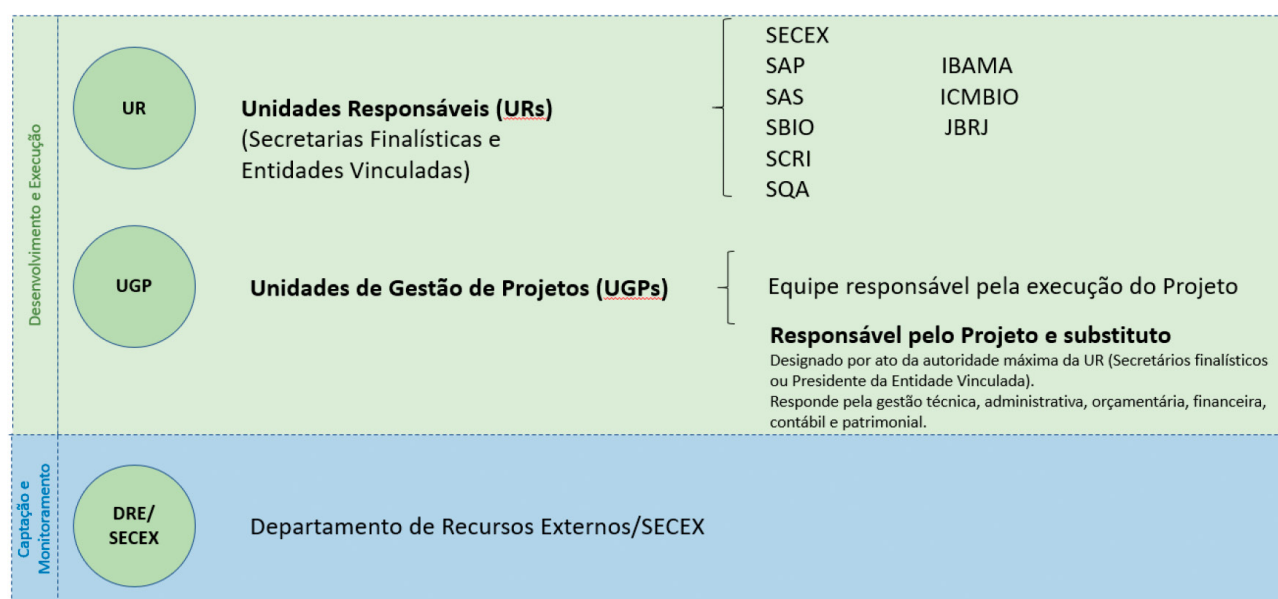 Desenvolvimento e Execução
UR
Unidades Responsáveis (URs)
(Secretarias Finalísticas e
Entidades Vinculadas)
SECEX
SAP
SAS
SBIO
SCRI
SQA
IBAMA
ICMBIO
JBRJ
UGP
Unidades de Gestão de Projetos (UGPs)
Equipe responsável pela execução do Projeto
Responsável pelo Projeto e substituto
Designado por ato da autoridade máxima da UR (Secretários finalísticos
ou Presidente da Entidade Vinculada).
Responde pela gestão técnica, administrativa, orçamentária, financeira,
contábil e patrimonial.
Captação e
Monitoramento
DRE/
SECEX
Departamento de Recursos Externos/SECEX